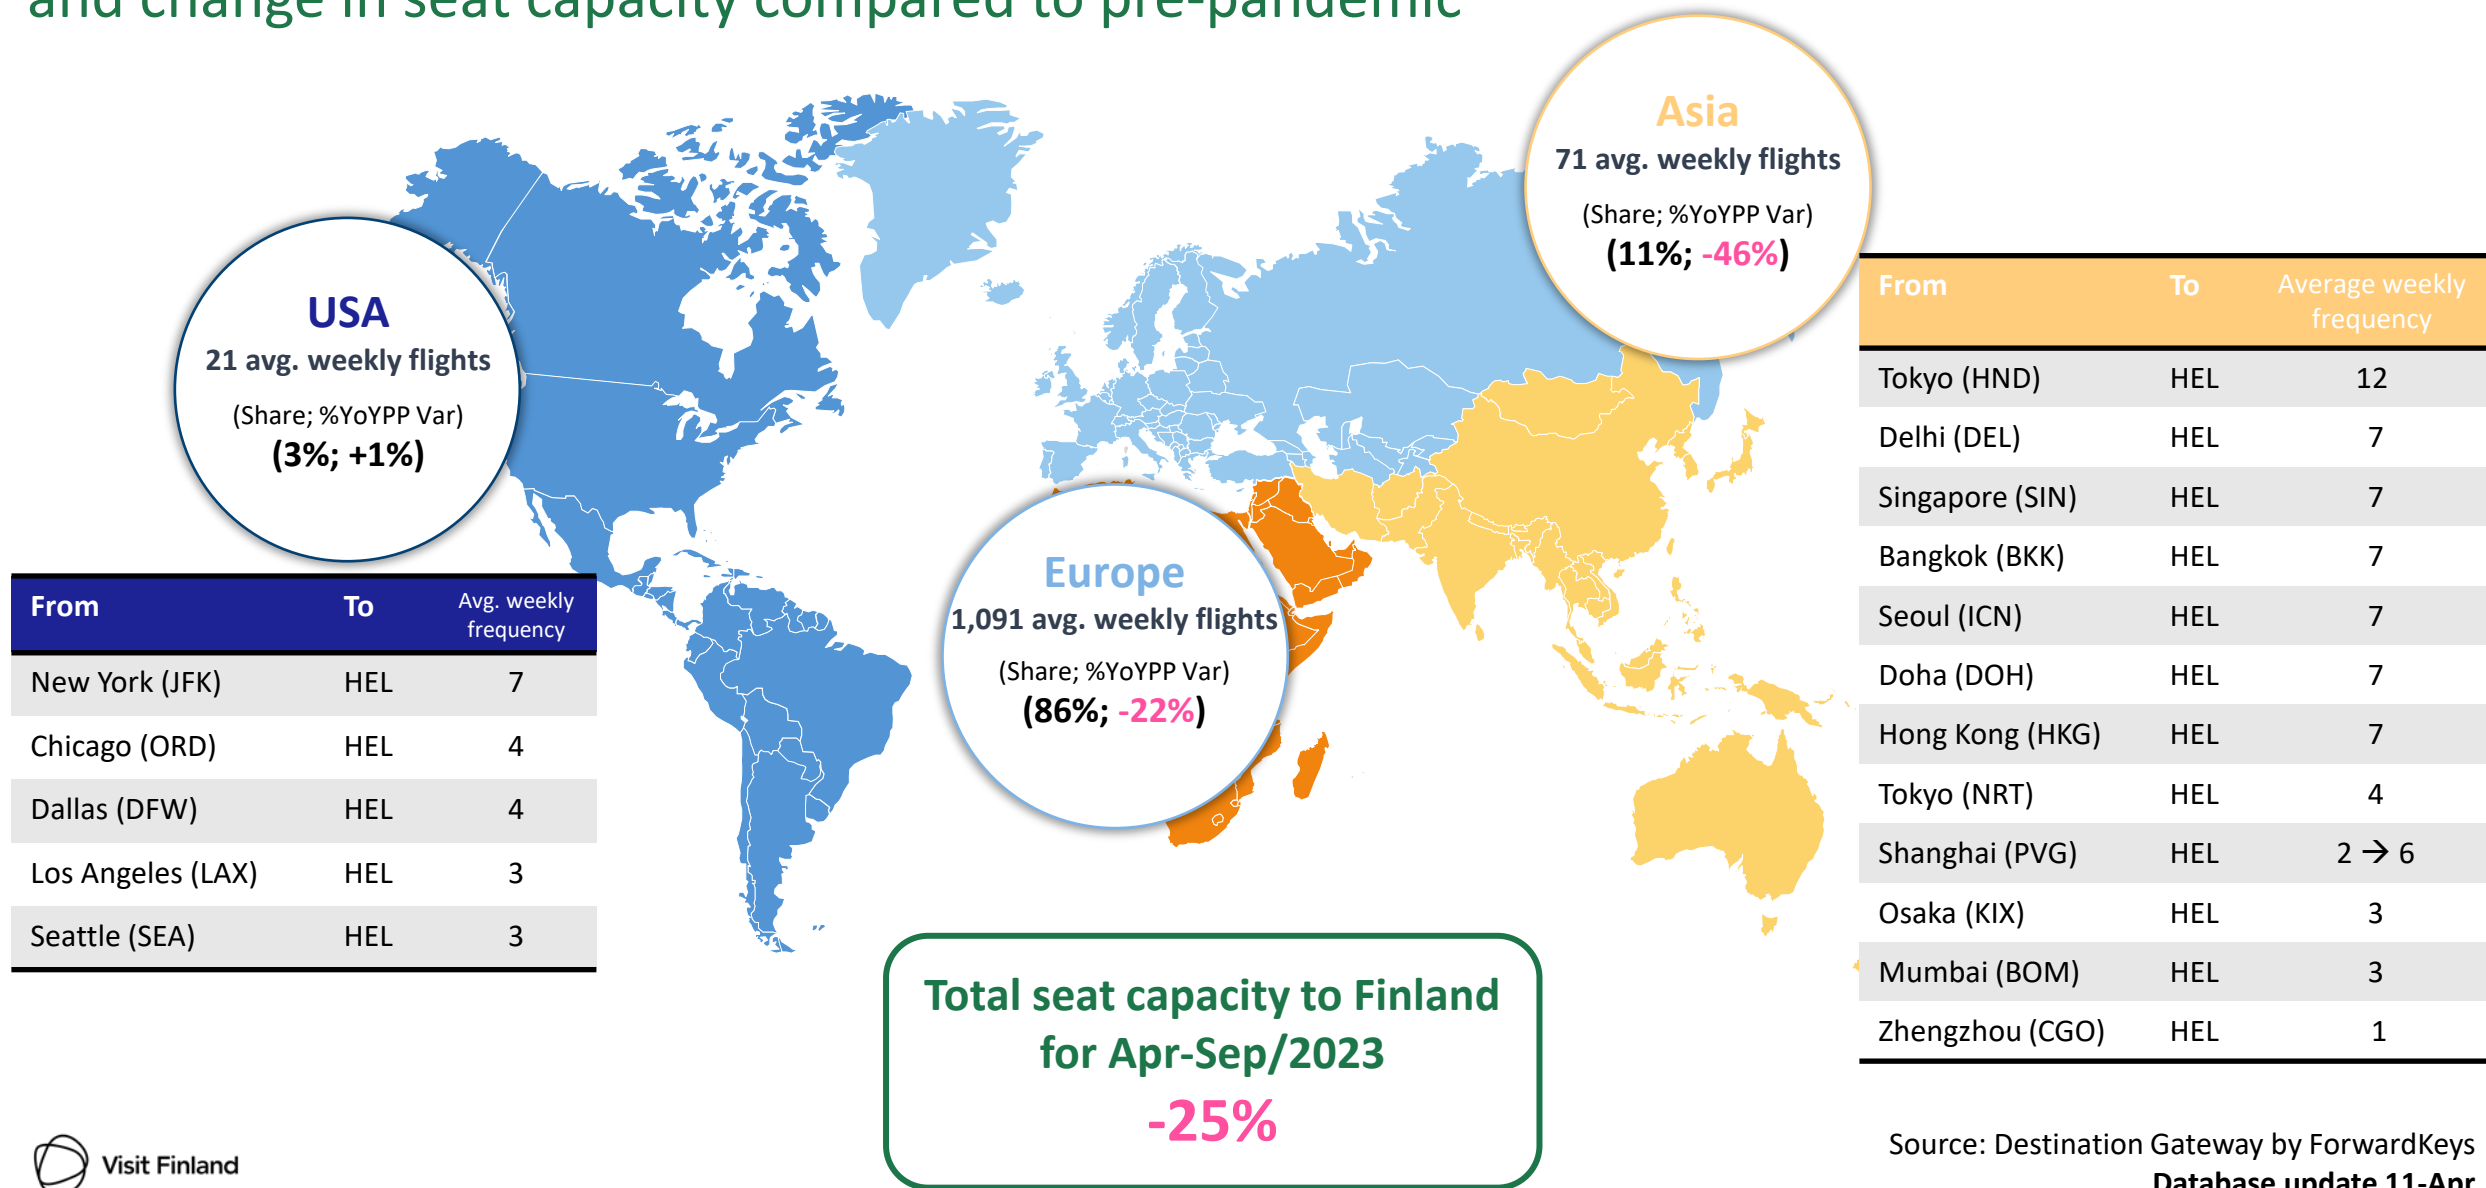 and change in seat capacity compared to pre-pandemic
Asia
71 avg. weekly flights
(Share; %YoYPP Var)
(11%; -46%)
USA
21 avg. weekly flights
(Share; %YoYPP Var)
(3%; +1%)
Europe
1,091 avg. weekly flights
(Share; %YoYPP Var)
(86%; -22%)
From To Avg. weekly
frequency
New York (JFK) HEL 7
Chicago (ORD) HEL 4
Dallas (DFW) HEL 4
Los Angeles (LAX) HEL 3
Seattle (SEA) HEL 3
From To Average weekly
frequency
Tokyo (HND) HEL 12
Delhi (DEL) HEL 7
Singapore (SIN) HEL 7
Bangkok (BKK) HEL 7
Seoul (ICN) HEL 7
Doha (DOH) HEL 7
Hong Kong (HKG) HEL 7
Tokyo (NRT) HEL 4
Shanghai (PVG) HEL 2 → 6
Osaka (KIX) HEL 3
Mumbai (BOM) HEL 3
Zhengzhou (CGO) HEL 1
Total seat capacity to Finland
for Apr-Sep/2023
-25%
Visit Finland
Source: Destination Gateway by ForwardKeys
Database update 11-Apr